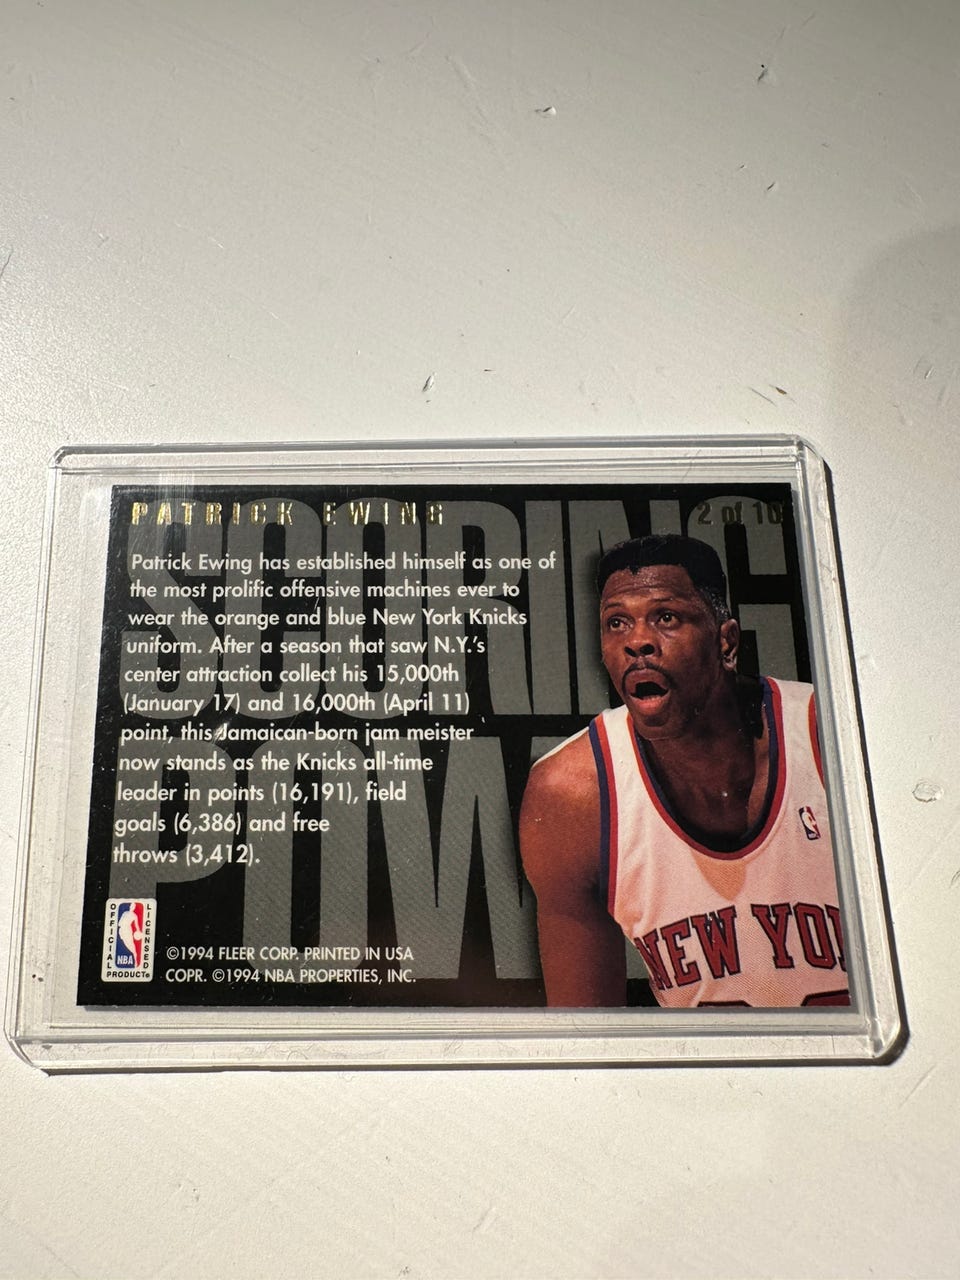 PATRICK EWING
2 of 10
SCORING
POW
Patrick Ewing has established himself as one of
the most prolific offensive machines ever to
wear the orange and blue New York Knicks
uniform. After a season that saw N.Y.'s
center attraction collect his 15,000th
(January 17) and 16,000th (April 11)
point, this Jamaican-born jam meister
now stands as the Knicks all-time
leader in points (16,191), field
goals (6,386) and free
throws (3,412).
NEW YOR
OFFICIAL
LICENSED
NBA
PRODUCT®
©1994 FLEER CORP. PRINTED IN USA
COPR. ©1994 NBA PROPERTIES, INC.